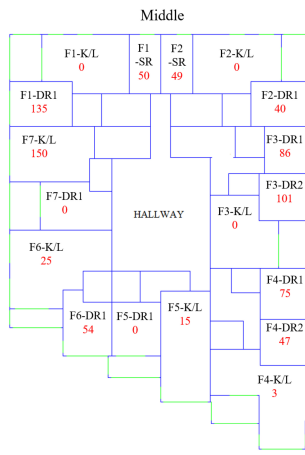 Middle
F1-K/L
0
F1
-SR
50
F2
-SR
49
F2-K/L
0
F1-DR1
135
F2-DR1
40
F7-K/L
150
F3-DR1
86
F3-DR2
101
F7-DR1
0
HALLWAY
F3-K/L
0
F6-K/L
25
F4-DR1
75
F6-DR1
54
F5-DR1
0
F5-K/L
15
F4-DR2
47
F4-K/L
3